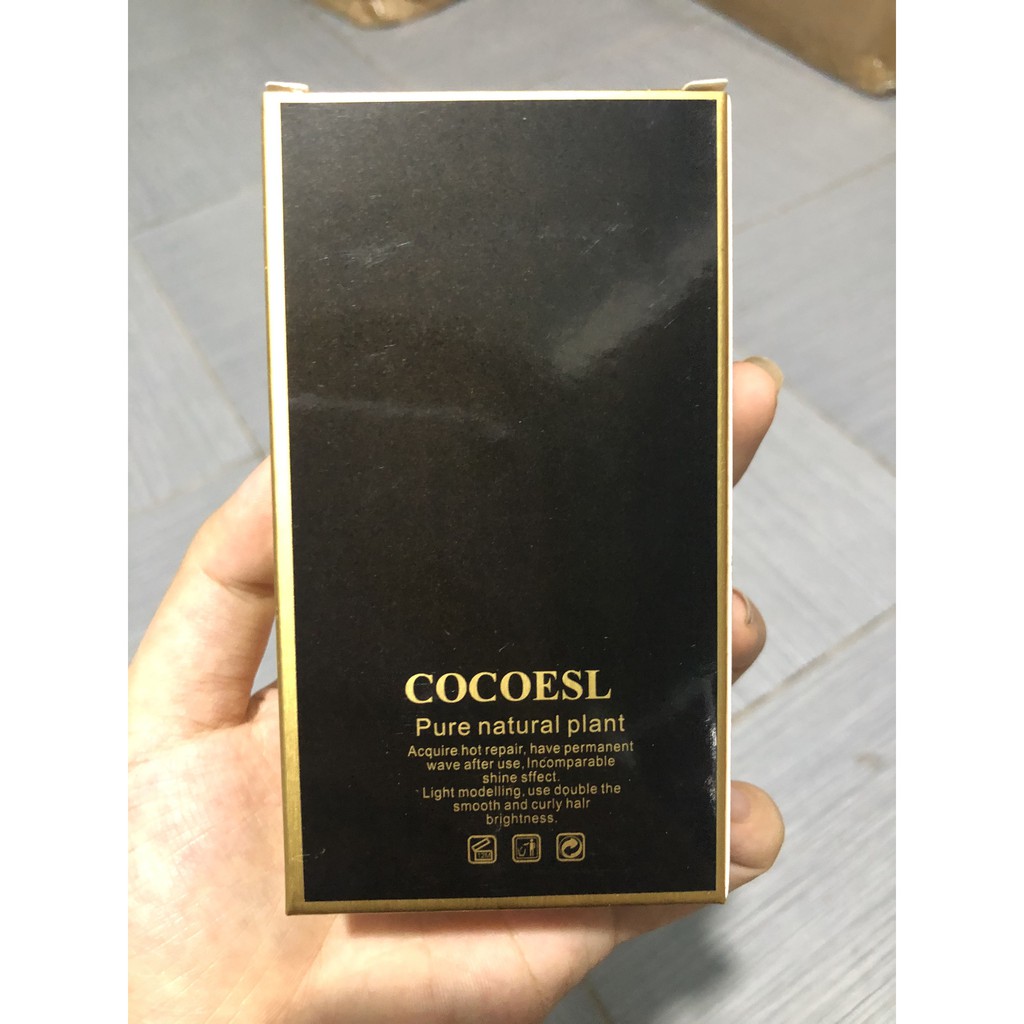 COCOESL
Pure natural plant
Acquire hot repair, have permanent
wave after use. Incomparable
shine sffect.
Light modelling, use double the
smooth and curly hair
brightness.
12M